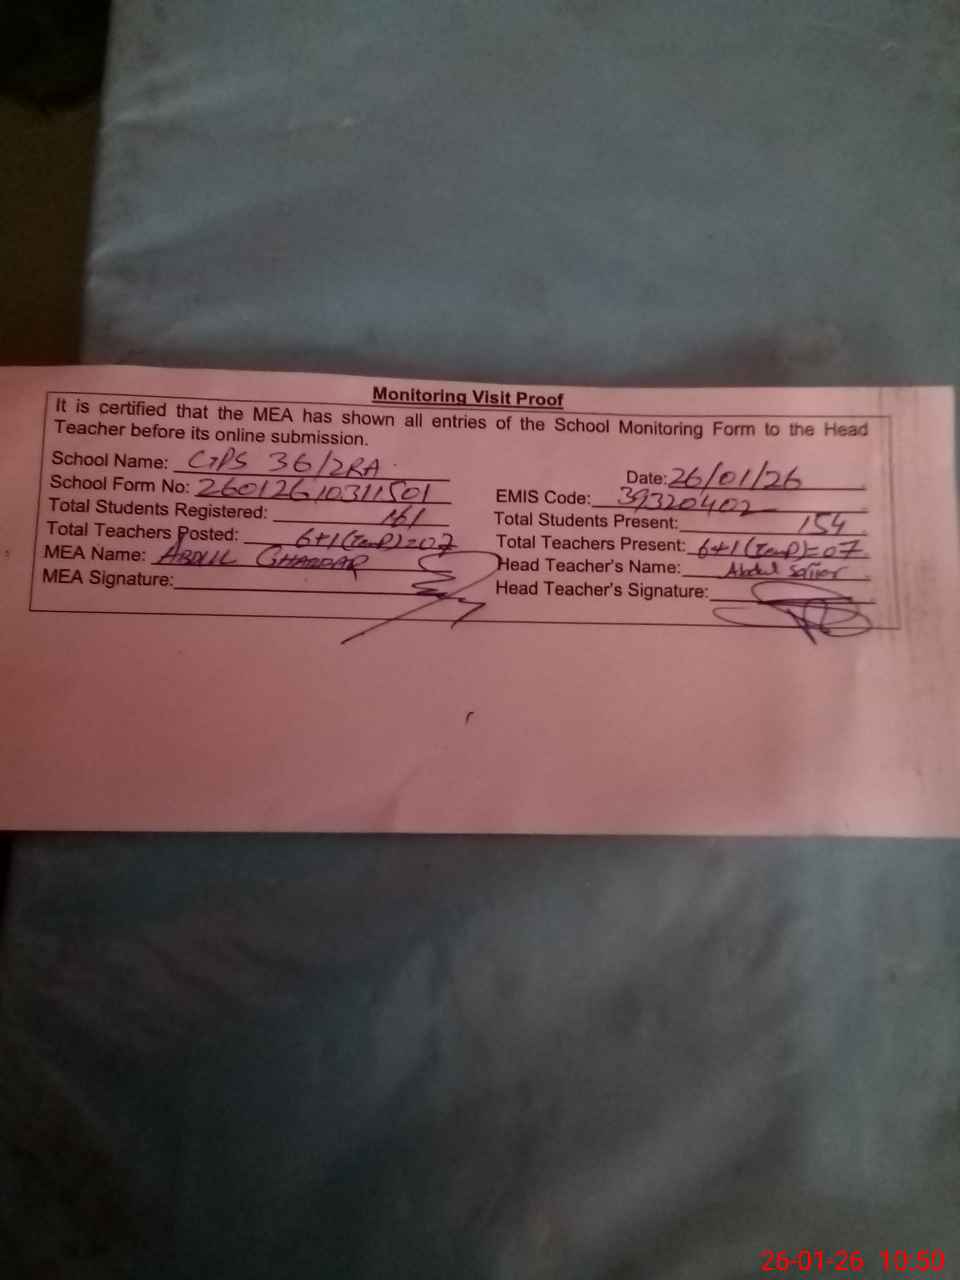 Monitoring Visit Proof
It is certified that the MEA has shown all entries of the School Monitoring Form to the Head
Teacher before its online submission.
School Name: GPS 36/2RA Date: 26/01/26
School Form No: 26012610311501 EMIS Code: 39320402
Total Students Registered: 161 Total Students Present: 154
Total Teachers Posted: 6+1(Temp)=07 Total Teachers Present: 6+1(Temp)=07
MEA Name: ABDUL GHAFFAR Head Teacher's Name: Abdul Sattar
MEA Signature: Head Teacher's Signature:
26-01-26 10:50